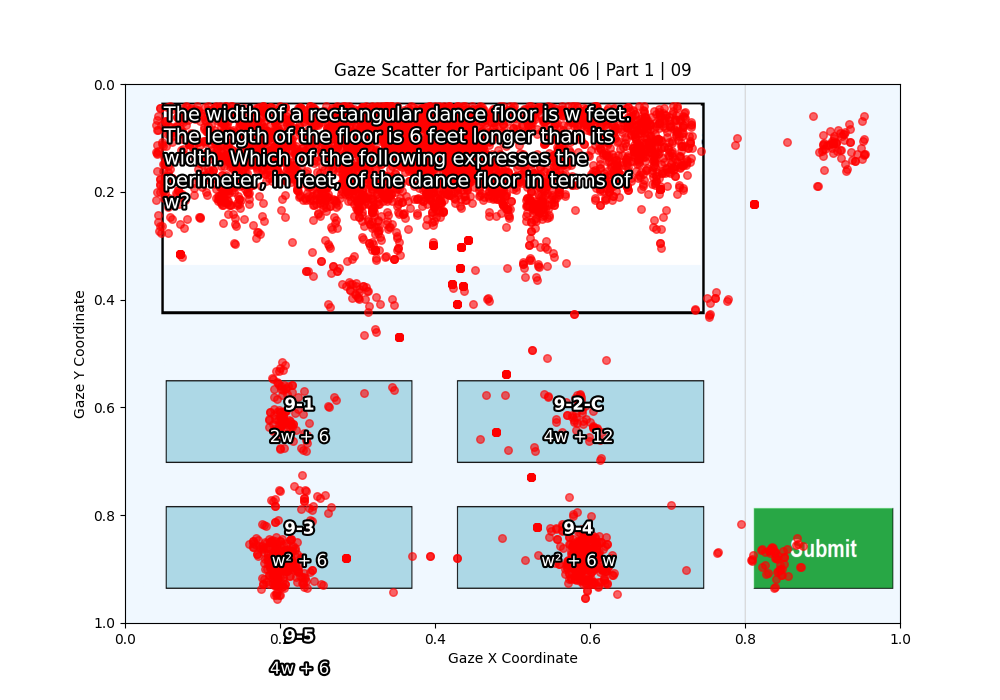 Gaze Scatter for Participant 06 | Part 1 | 09
0.0
The width of a rectangular dance floor is w feet.
The length of the floor is 6 feet longer than its
width. Which of the following expresses the
perimeter, in feet, of the dance floor in terms of
w?
0.2
0.4
Gaze Y Coordinate
0.6
9-1
2w + 6
9-2-C
4w + 12
0.8
9-3
w² + 6
9-4
w² + 6 w
Submit
1.0
0.0 0.2 0.4 0.6 0.8 1.0
9-5
4w + 6
Gaze X Coordinate